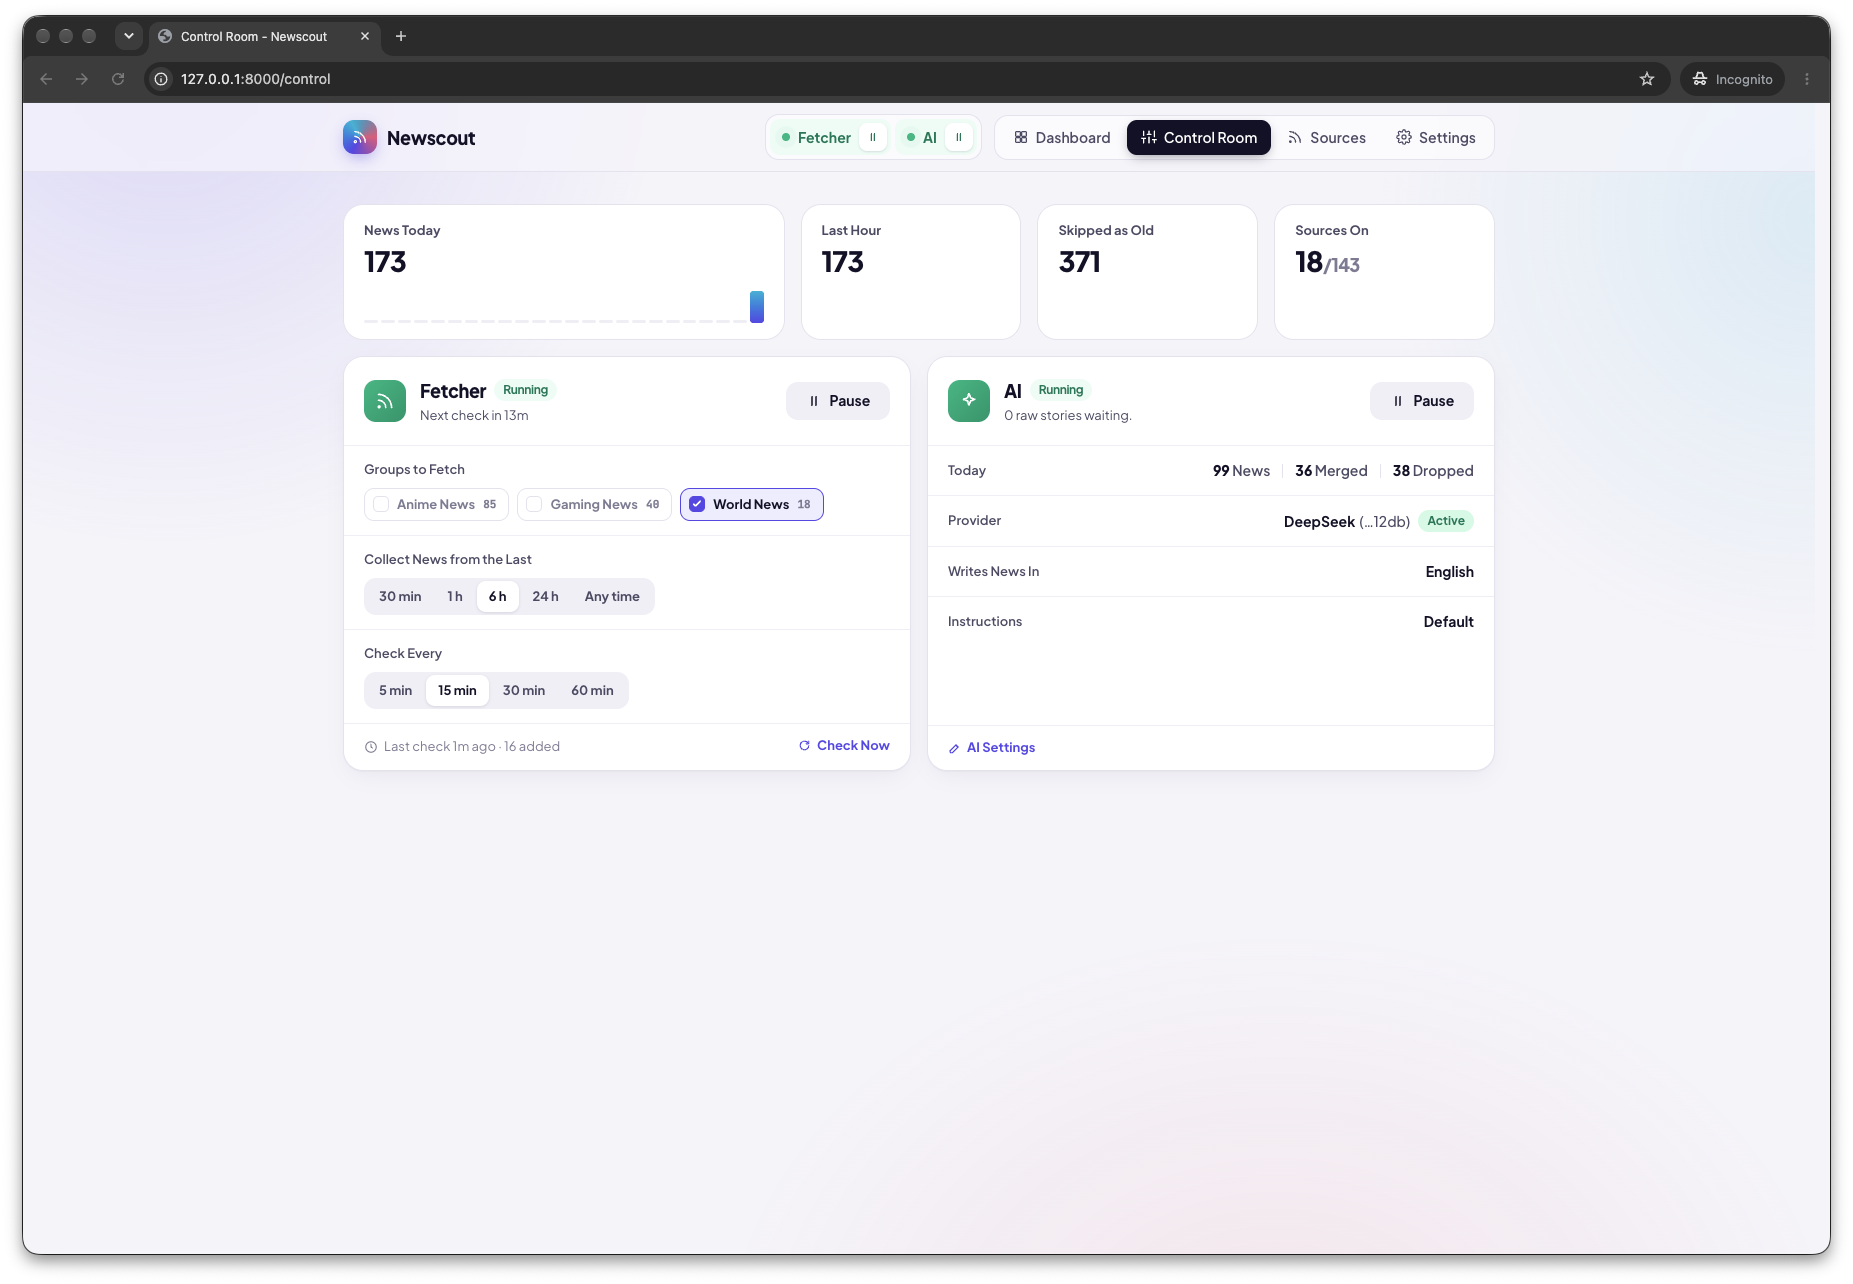 Control Room - Newscout
127.0.0.1:8000/control
Incognito
Newscout
Fetcher
AI
Dashboard
Control Room
Sources
Settings
News Today
173
Last Hour
173
Skipped as Old
371
Sources On
18/143
Fetcher Running
Next check in 13m
Pause
Groups to Fetch
Anime News 85
Gaming News 40
World News 18
Collect News from the Last
30 min 1 h 6 h 24 h Any time
Check Every
5 min 15 min 30 min 60 min
Last check 1m ago · 16 added
Check Now
AI Running
0 raw stories waiting.
Pause
Today 99 News 36 Merged 38 Dropped
Provider DeepSeek (...12db) Active
Writes News In English
Instructions Default
AI Settings